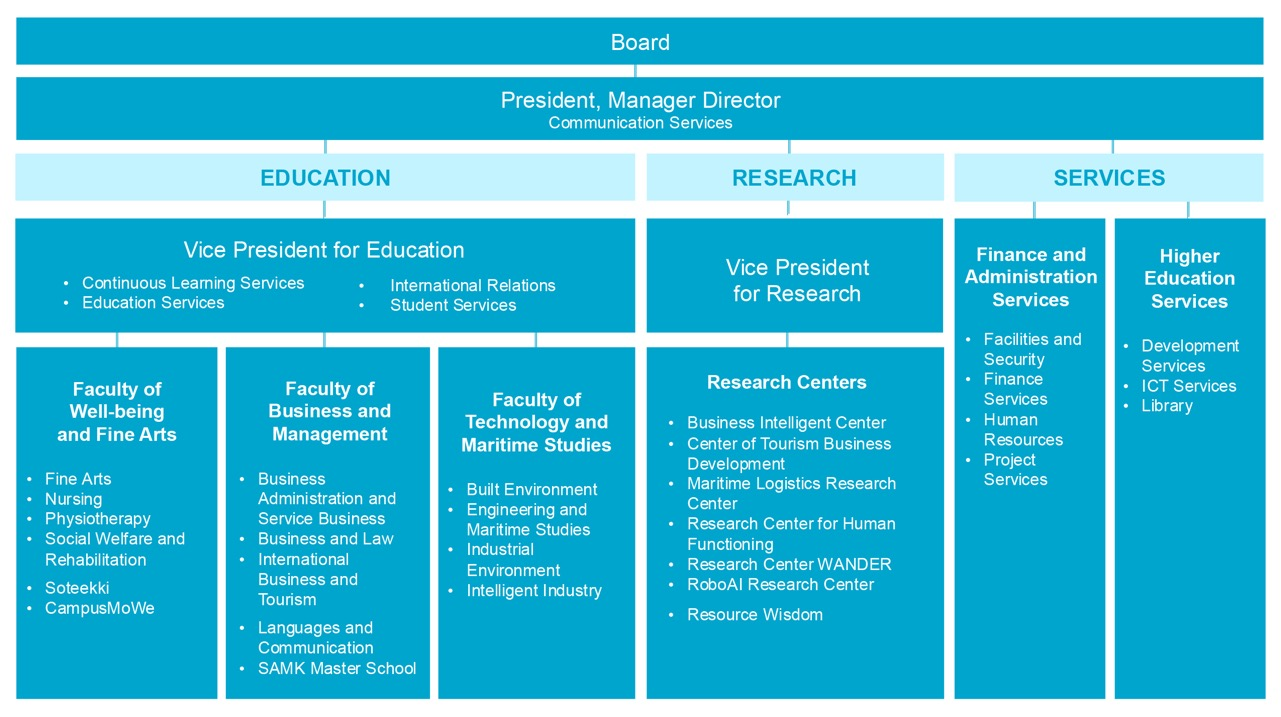 Board
President, Manager Director
Communication Services
EDUCATION
RESEARCH
SERVICES
Vice President for Education
• Continuous Learning Services
• Education Services
• International Relations
• Student Services
Vice President
for Research
Finance and
Administration
Services
• Facilities and
Security
• Finance
Services
• Human
Resources
• Project
Services
Higher
Education
Services
• Development
Services
• ICT Services
• Library
Faculty of
Well-being
and Fine Arts
• Fine Arts
• Nursing
• Physiotherapy
• Social Welfare and
Rehabilitation
• Soteekki
• CampusMoWe
Faculty of
Business and
Management
• Business
Administration and
Service Business
• Business and Law
• International
Business and
Tourism
• Languages and
Communication
• SAMK Master School
Faculty of
Technology and
Maritime Studies
• Built Environment
• Engineering and
Maritime Studies
• Industrial
Environment
• Intelligent Industry
Research Centers
• Business Intelligent Center
• Center of Tourism Business
Development
• Maritime Logistics Research
Center
• Research Center for Human
Functioning
• Research Center WANDER
• RoboAI Research Center
• Resource Wisdom